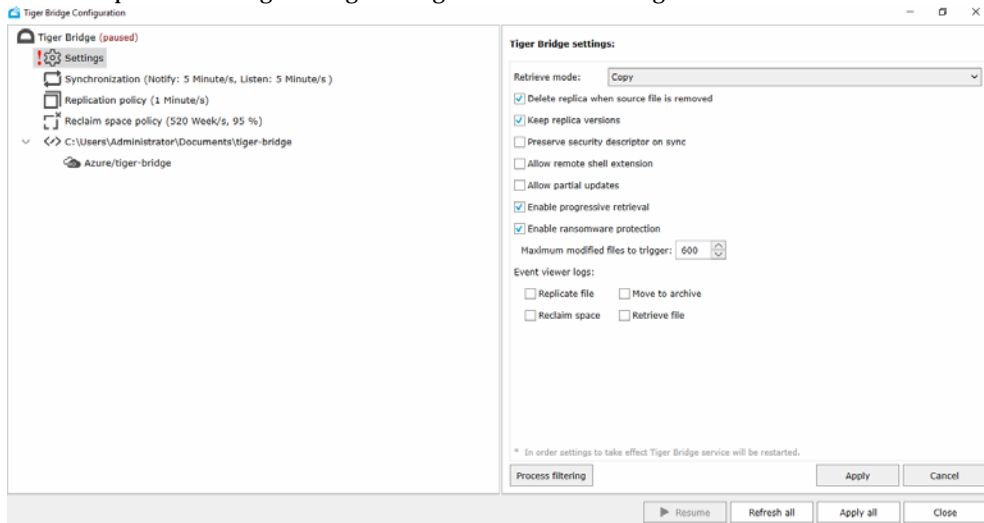 Tiger Bridge Configuration
Tiger Bridge (paused)
Settings
Synchronization (Notify: 5 Minute/s, Listen: 5 Minute/s )
Replication policy (1 Minute/s)
Reclaim space policy (520 Week/s, 95 %)
C:\Users\Administrator\Documents\tiger-bridge
Azure/tiger-bridge
Tiger Bridge settings:
Retrieve mode: Copy
Delete replica when source file is removed
Keep replica versions
Preserve security descriptor on sync
Allow remote shell extension
Allow partial updates
Enable progressive retrieval
Enable ransomware protection
Maximum modified files to trigger: 600
Event viewer logs:
Replicate file Move to archive
Reclaim space Retrieve file
* In order settings to take effect Tiger Bridge service will be restarted.
Process filtering Apply Cancel
Resume Refresh all Apply all Close